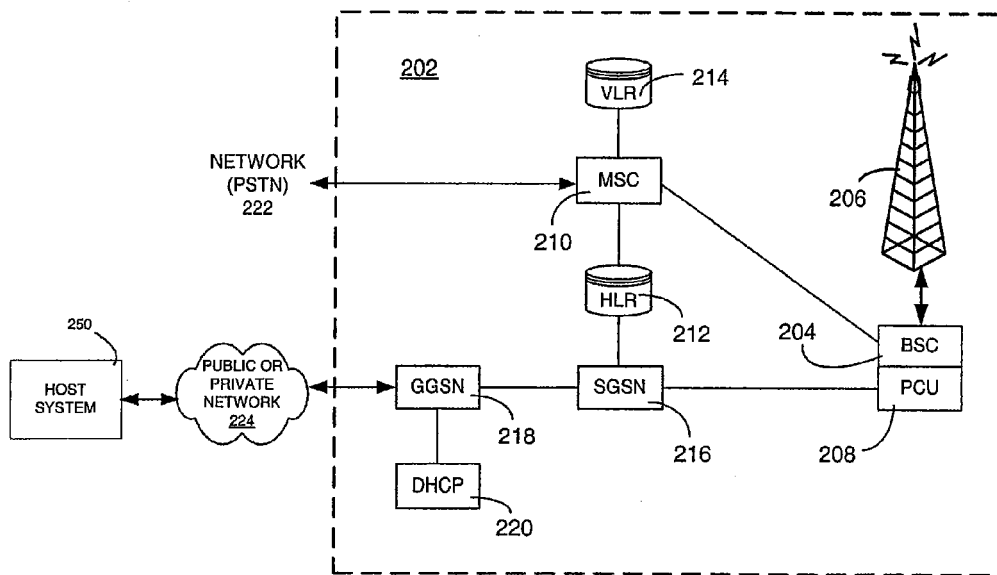 202
VLR
214
NETWORK
(PSTN)
222
MSC
210
206
HLR
212
204
BSC
PCU
208
250
HOST
SYSTEM
PUBLIC OR
PRIVATE
NETWORK
224
GGSN
218
SGSN
216
DHCP
220